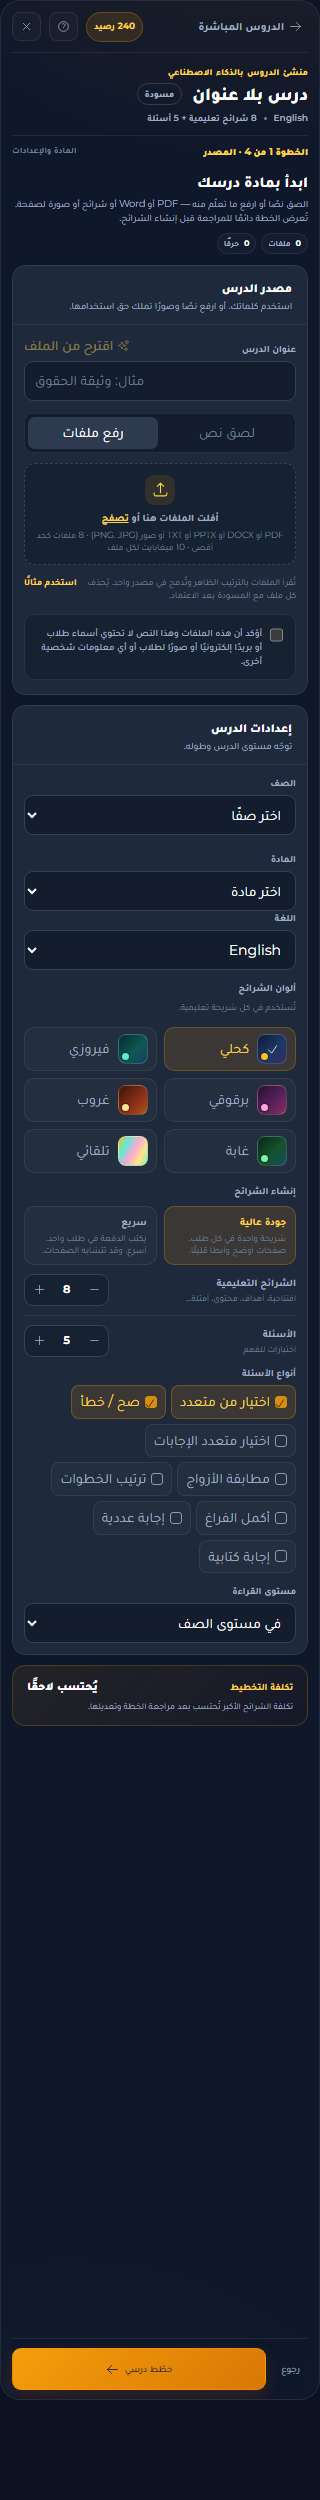 الدروس المباشرة
240 رصيد
منشئ الدروس بالذكاء الاصطناعي
درس بلا عنوان
مسودة
English • 8 شرائح تعليمية + 5 أسئلة
الخطوة 1 من 4 · المصدر
المادة والإعدادات
ابدأ بمادة درسك
الصق نصًا أو ارفع ما تعلّم منه — PDF أو Word أو شرائح أو صورة لصفحة.
تُعرض الخطة دائمًا للمراجعة قبل إنشاء الشرائح.
0 ملفات
0 حرفًا
مصدر الدرس
استخدم كلماتك، أو ارفع نصًا وصورًا تملك حق استخدامها.
عنوان الدرس
اقترح من الملف
مثال: وثيقة الحقوق
لصق نص
رفع ملفات
أفلت الملفات هنا أو تصفح
PDF أو DOCX أو PPTX أو TXT أو صور (PNG، JPG) · 8 ملفات كحد
أقصى · 10 ميغابايت لكل ملف
تُقرأ الملفات بالترتيب الظاهر وتُدمج في مصدر واحد. يُحذف
كل ملف مع المسودة بعد الاعتماد.
استخدم مثالًا
أؤكد أن هذه الملفات وهذا النص لا تحتوي أسماء طلاب
أو بريدًا إلكترونيًا أو صورًا لطلاب أو أي معلومات شخصية
أخرى.
إعدادات الدرس
توجّه مستوى الدرس وطوله.
الصف
اختر صفًا
المادة
اختر مادة
اللغة
English
ألوان الشرائح
تُستخدم في كل شريحة تعليمية.
كحلي
فيروزي
برقوقي
غروب
غابة
تلقائي
إنشاء الشرائح
جودة عالية
شريحة واحدة في كل طلب.
صفحات أوضح وأبطأ قليلًا.
سريع
يكتب الدفعة في طلب واحد.
أسرع، وقد تتشابه الصفحات.
الشرائح التعليمية
افتتاحية، أهداف، محتوى، أمثلة...
8
الأسئلة
اختبارات للفهم
5
أنواع الأسئلة
اختيار من متعدد
صح / خطأ
اختيار متعدد الإجابات
مطابقة الأزواج
ترتيب الخطوات
أكمل الفراغ
إجابة عددية
إجابة كتابية
مستوى القراءة
في مستوى الصف
تكلفة التخطيط
يُحتسب لاحقًا
تكلفة الشرائح الأكبر تُحتسب بعد مراجعة الخطة وتعديلها.
رجوع
خطّط درسي